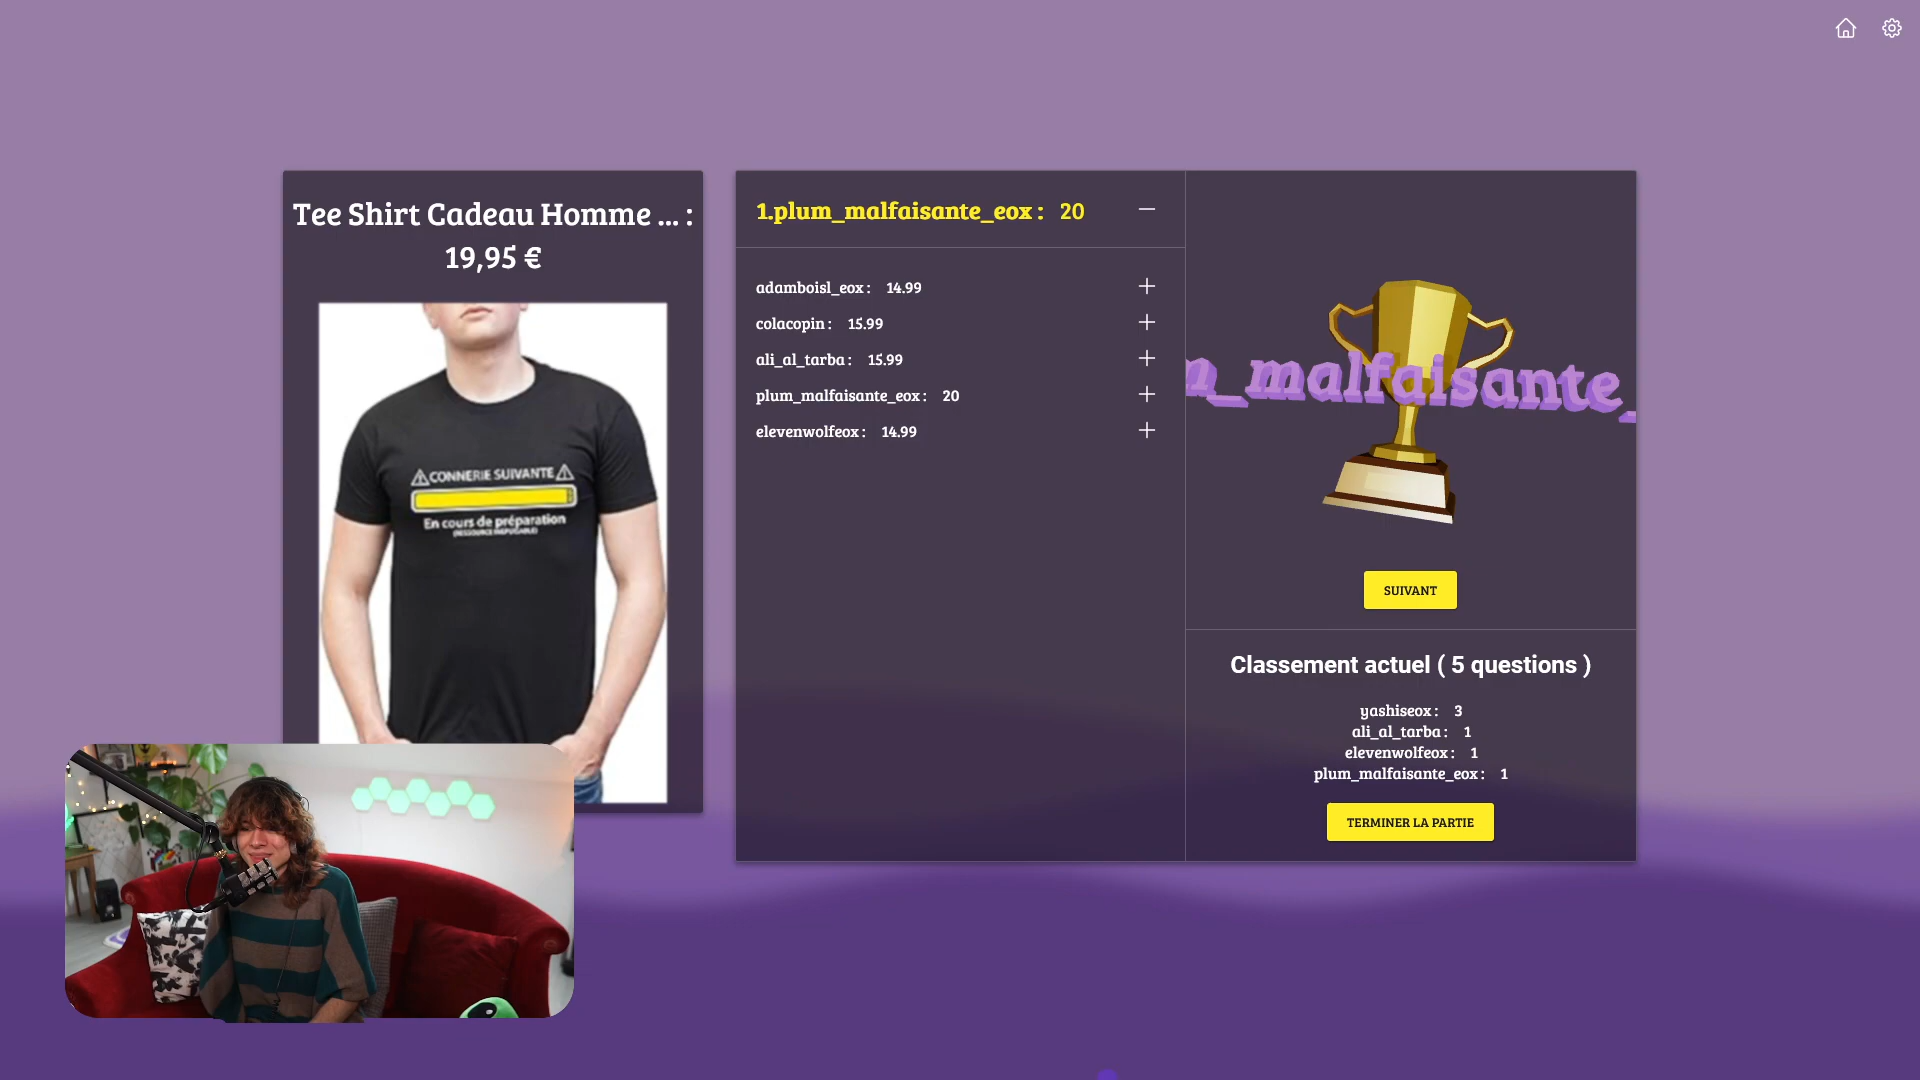 Tee Shirt Cadeau Homme ... :
19,95 €
CONNERIE SUIVANTE
En cours de préparation
1.plum_malfaisante_eox : 20
adamboisl_eox : 14.99
colacopin : 15.99
ali_al_tarba : 15.99
plum_malfaisante_eox : 20
elevenwolfeox : 14.99
m_malfaisante_
SUIVANT
Classement actuel ( 5 questions )
yashiseox : 3
ali_al_tarba : 1
elevenwolfeox : 1
plum_malfaisante_eox : 1
TERMINER LA PARTIE